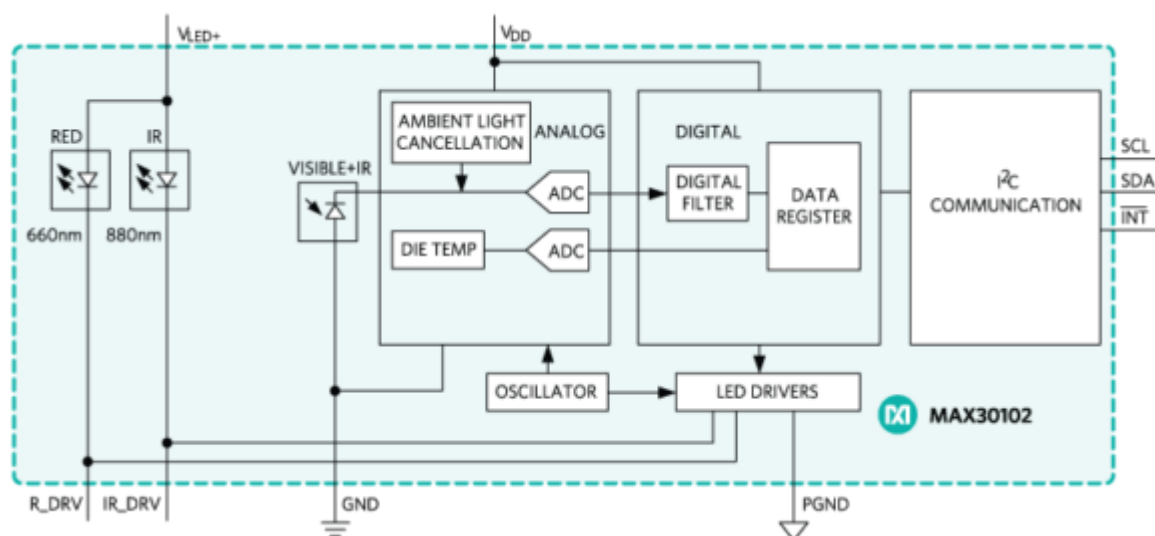 VLED+
VDD
RED
IR
660nm
880nm
VISIBLE+IR
AMBIENT LIGHT
CANCELLATION
ANALOG
ADC
DIE TEMP
ADC
DIGITAL
DIGITAL
FILTER
DATA
REGISTER
I²C
COMMUNICATION
SCL
SDA
INT
OSCILLATOR
LED DRIVERS
MAX30102
R_DRV
IR_DRV
GND
PGND